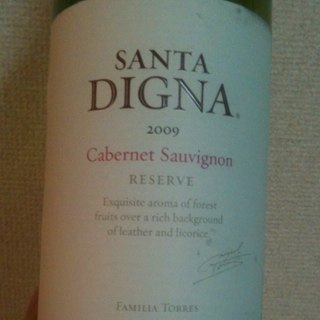 SANTA
DIGNA®
2009
Cabernet Sauvignon
RESERVE
Exquisite aroma of forest
fruits over a rich background
of leather and licorice
FAMILIA TORRES